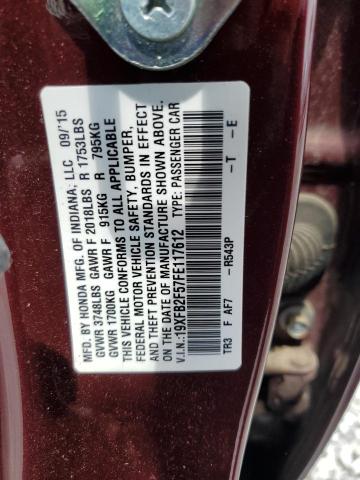 MFD. BY HONDA MFG. OF INDIANA, LLC 09/'15
GVWR 3748LBS GAWR F 2018LBS R 1753LBS
GVWR 1700KG GAWR F 915KG R 795KG
THIS VEHICLE CONFORMS TO ALL APPLICABLE
FEDERAL MOTOR VEHICLE SAFETY, BUMPER,
AND THEFT PREVENTION STANDARDS IN EFFECT
ON THE DATE OF MANUFACTURE SHOWN ABOVE.
V.I.N.:19XFB2F57FE117612 TYPE: PASSENGER CAR
TR3 F AF7 -R543P -T -E